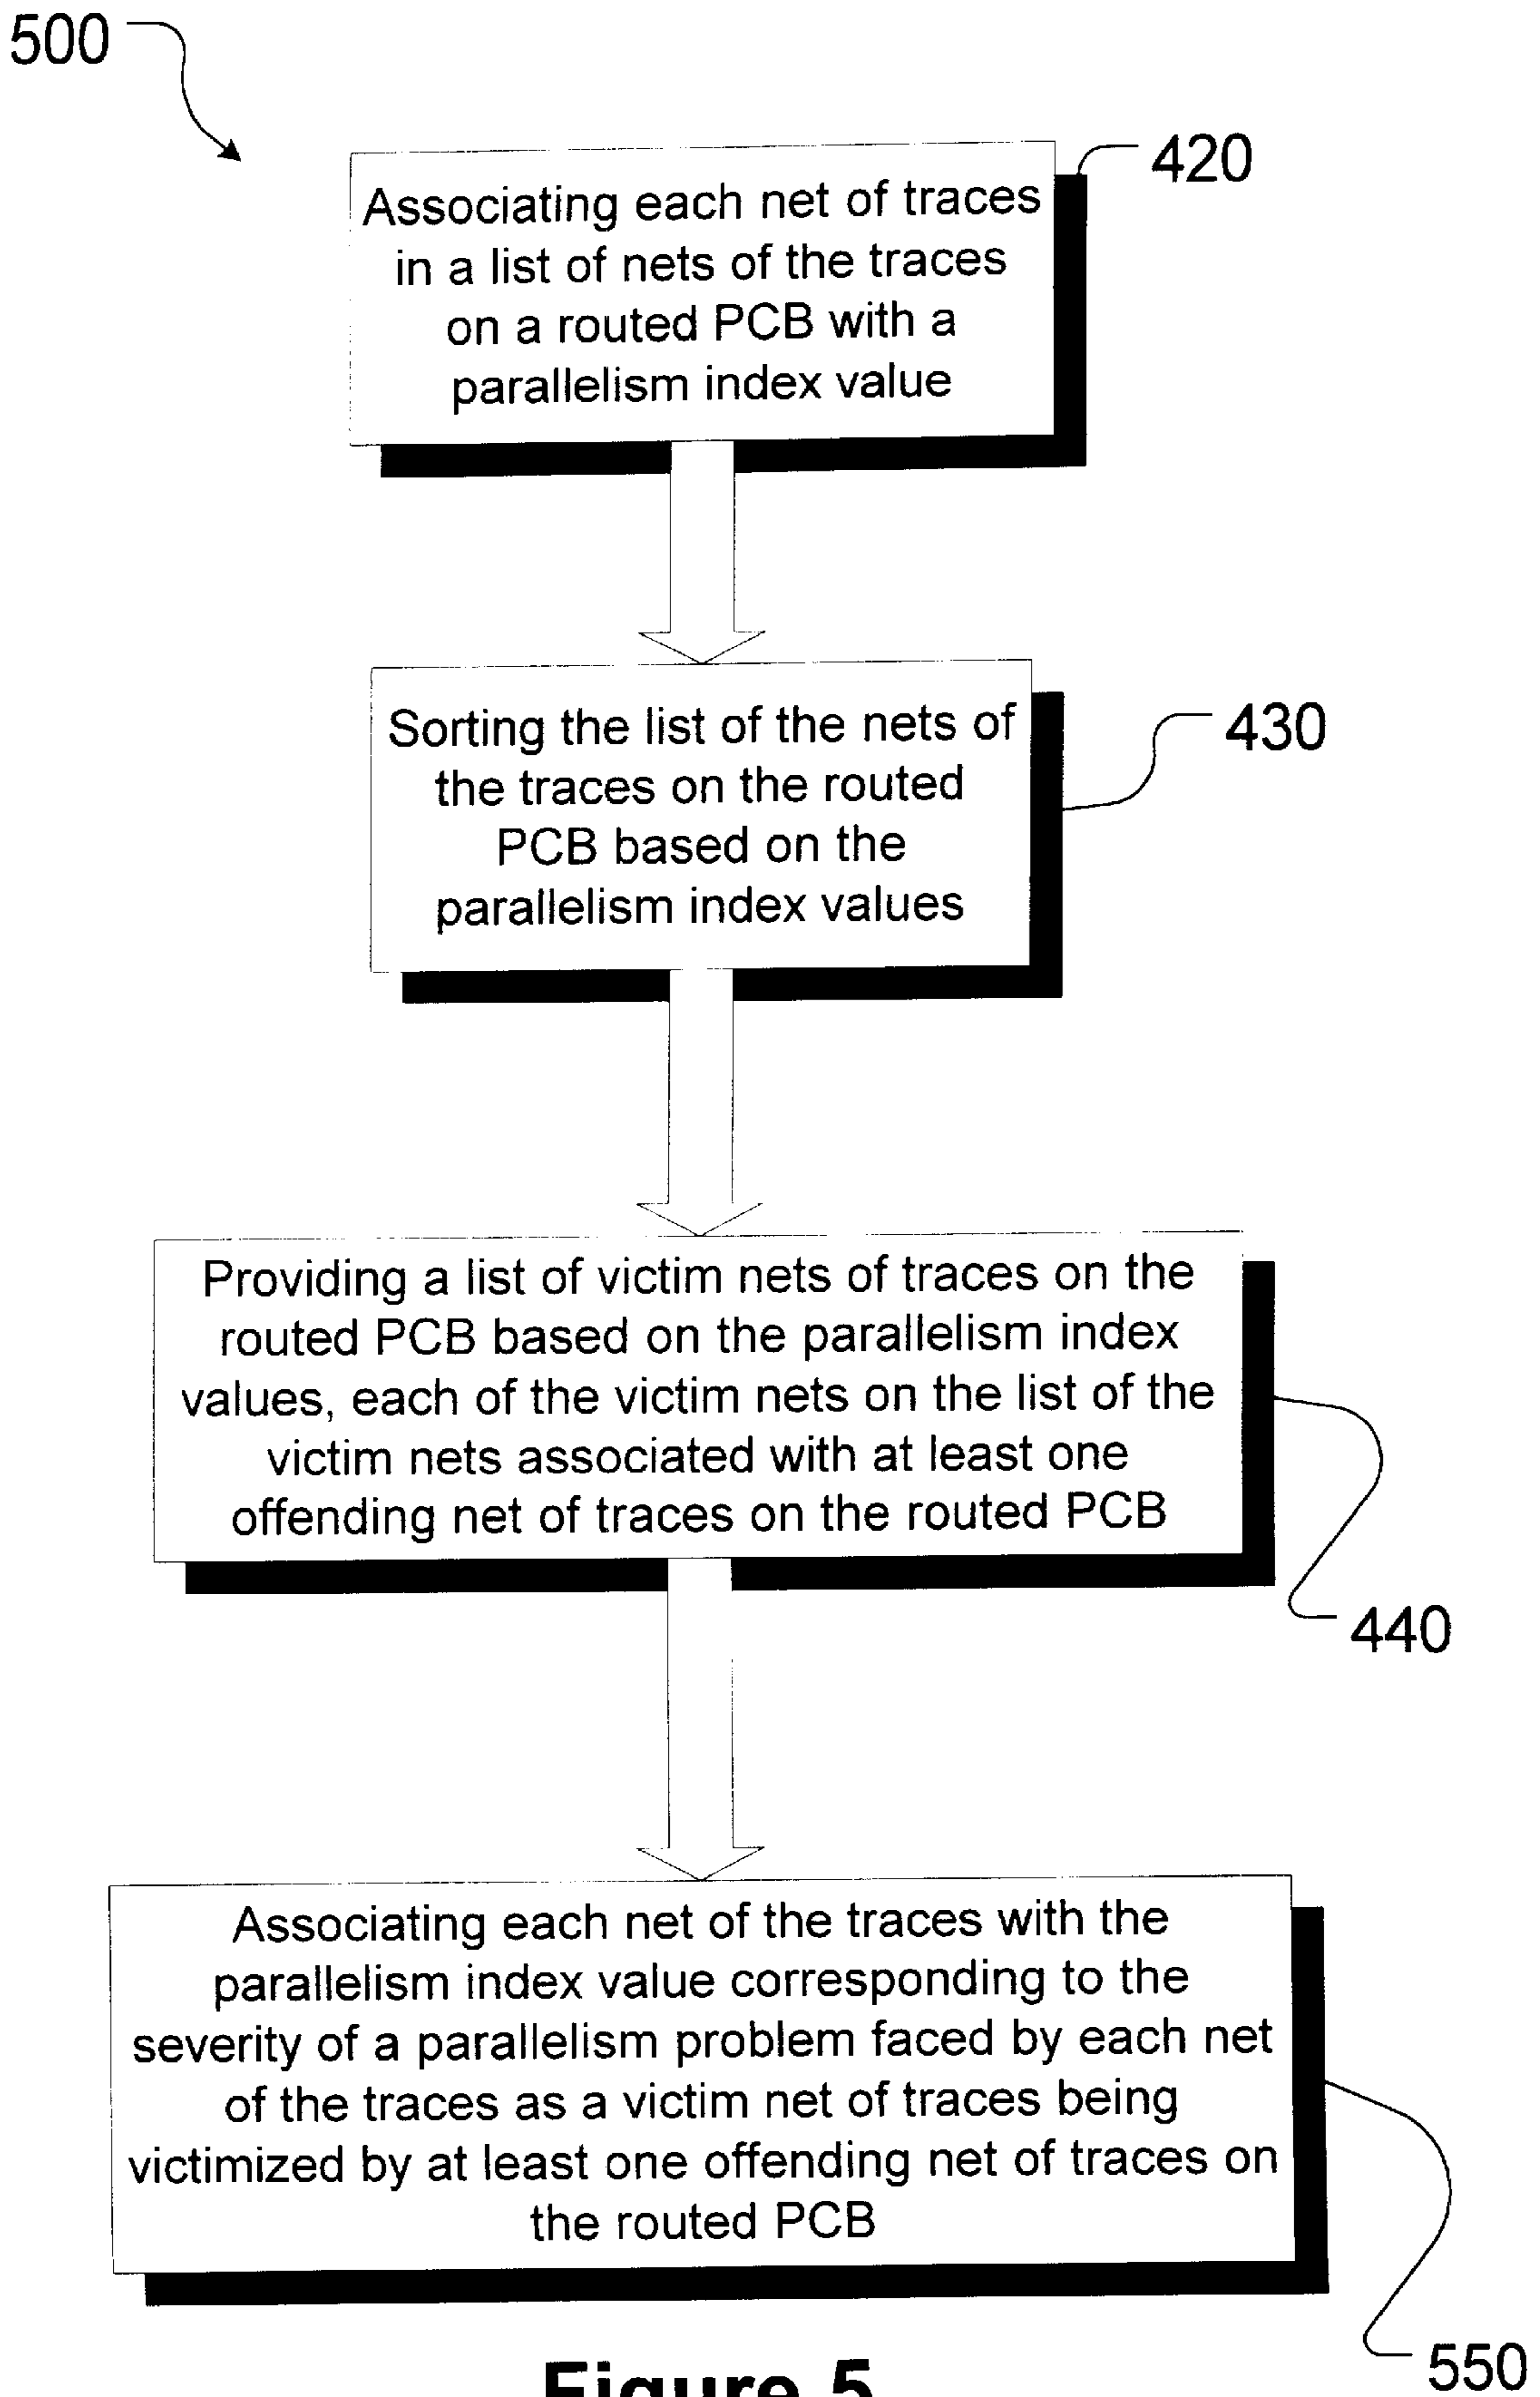 500
420
Associating each net of traces
in a list of nets of the traces
on a routed PCB with a
parallelism index value
Sorting the list of the nets of
the traces on the routed
PCB based on the
parallelism index values
430
Providing a list of victim nets of traces on the
routed PCB based on the parallelism index
values, each of the victim nets on the list of the
victim nets associated with at least one
offending net of traces on the routed PCB
440
Associating each net of the traces with the
parallelism index value corresponding to the
severity of a parallelism problem faced by each net
of the traces as a victim net of traces being
victimized by at least one offending net of traces on
the routed PCB
550
Figure 5